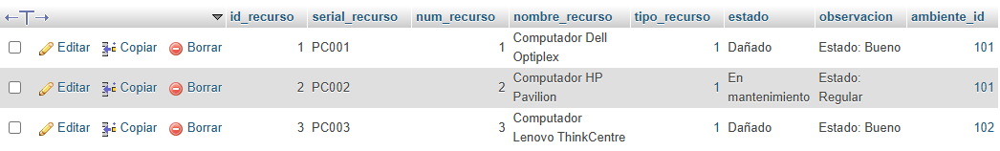 id_recurso serial_recurso num_recurso nombre_recurso tipo_recurso estado observacion ambiente_id
Editar Copiar Borrar 1 PC001 1 Computador Dell Optiplex 1 Dañado Estado: Bueno 101
Editar Copiar Borrar 2 PC002 2 Computador HP Pavilion 1 En mantenimiento Estado: Regular 101
Editar Copiar Borrar 3 PC003 3 Computador Lenovo ThinkCentre 1 Dañado Estado: Bueno 102